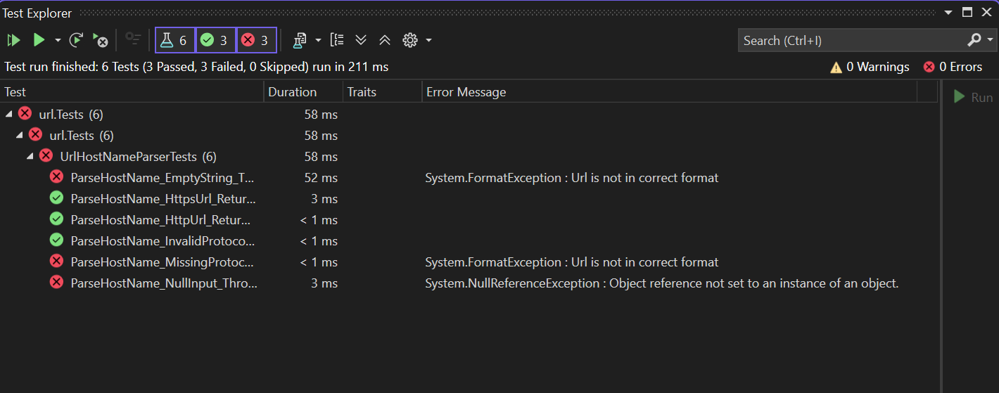 Test Explorer
6 3 3 Search (Ctrl+I)
Test run finished: 6 Tests (3 Passed, 3 Failed, 0 Skipped) run in 211 ms 0 Warnings 0 Errors
Test Duration Traits Error Message Run
url.Tests (6) 58 ms
url.Tests (6) 58 ms
UrlHostNameParserTests (6) 58 ms
ParseHostName_EmptyString_T... 52 ms System.FormatException : Url is not in correct format
ParseHostName_HttpsUrl_Retur... 3 ms
ParseHostName_HttpUrl_Retur... < 1 ms
ParseHostName_InvalidProtoco... < 1 ms
ParseHostName_MissingProtoc... < 1 ms System.FormatException : Url is not in correct format
ParseHostName_NullInput_Thro... 3 ms System.NullReferenceException : Object reference not set to an instance of an object.